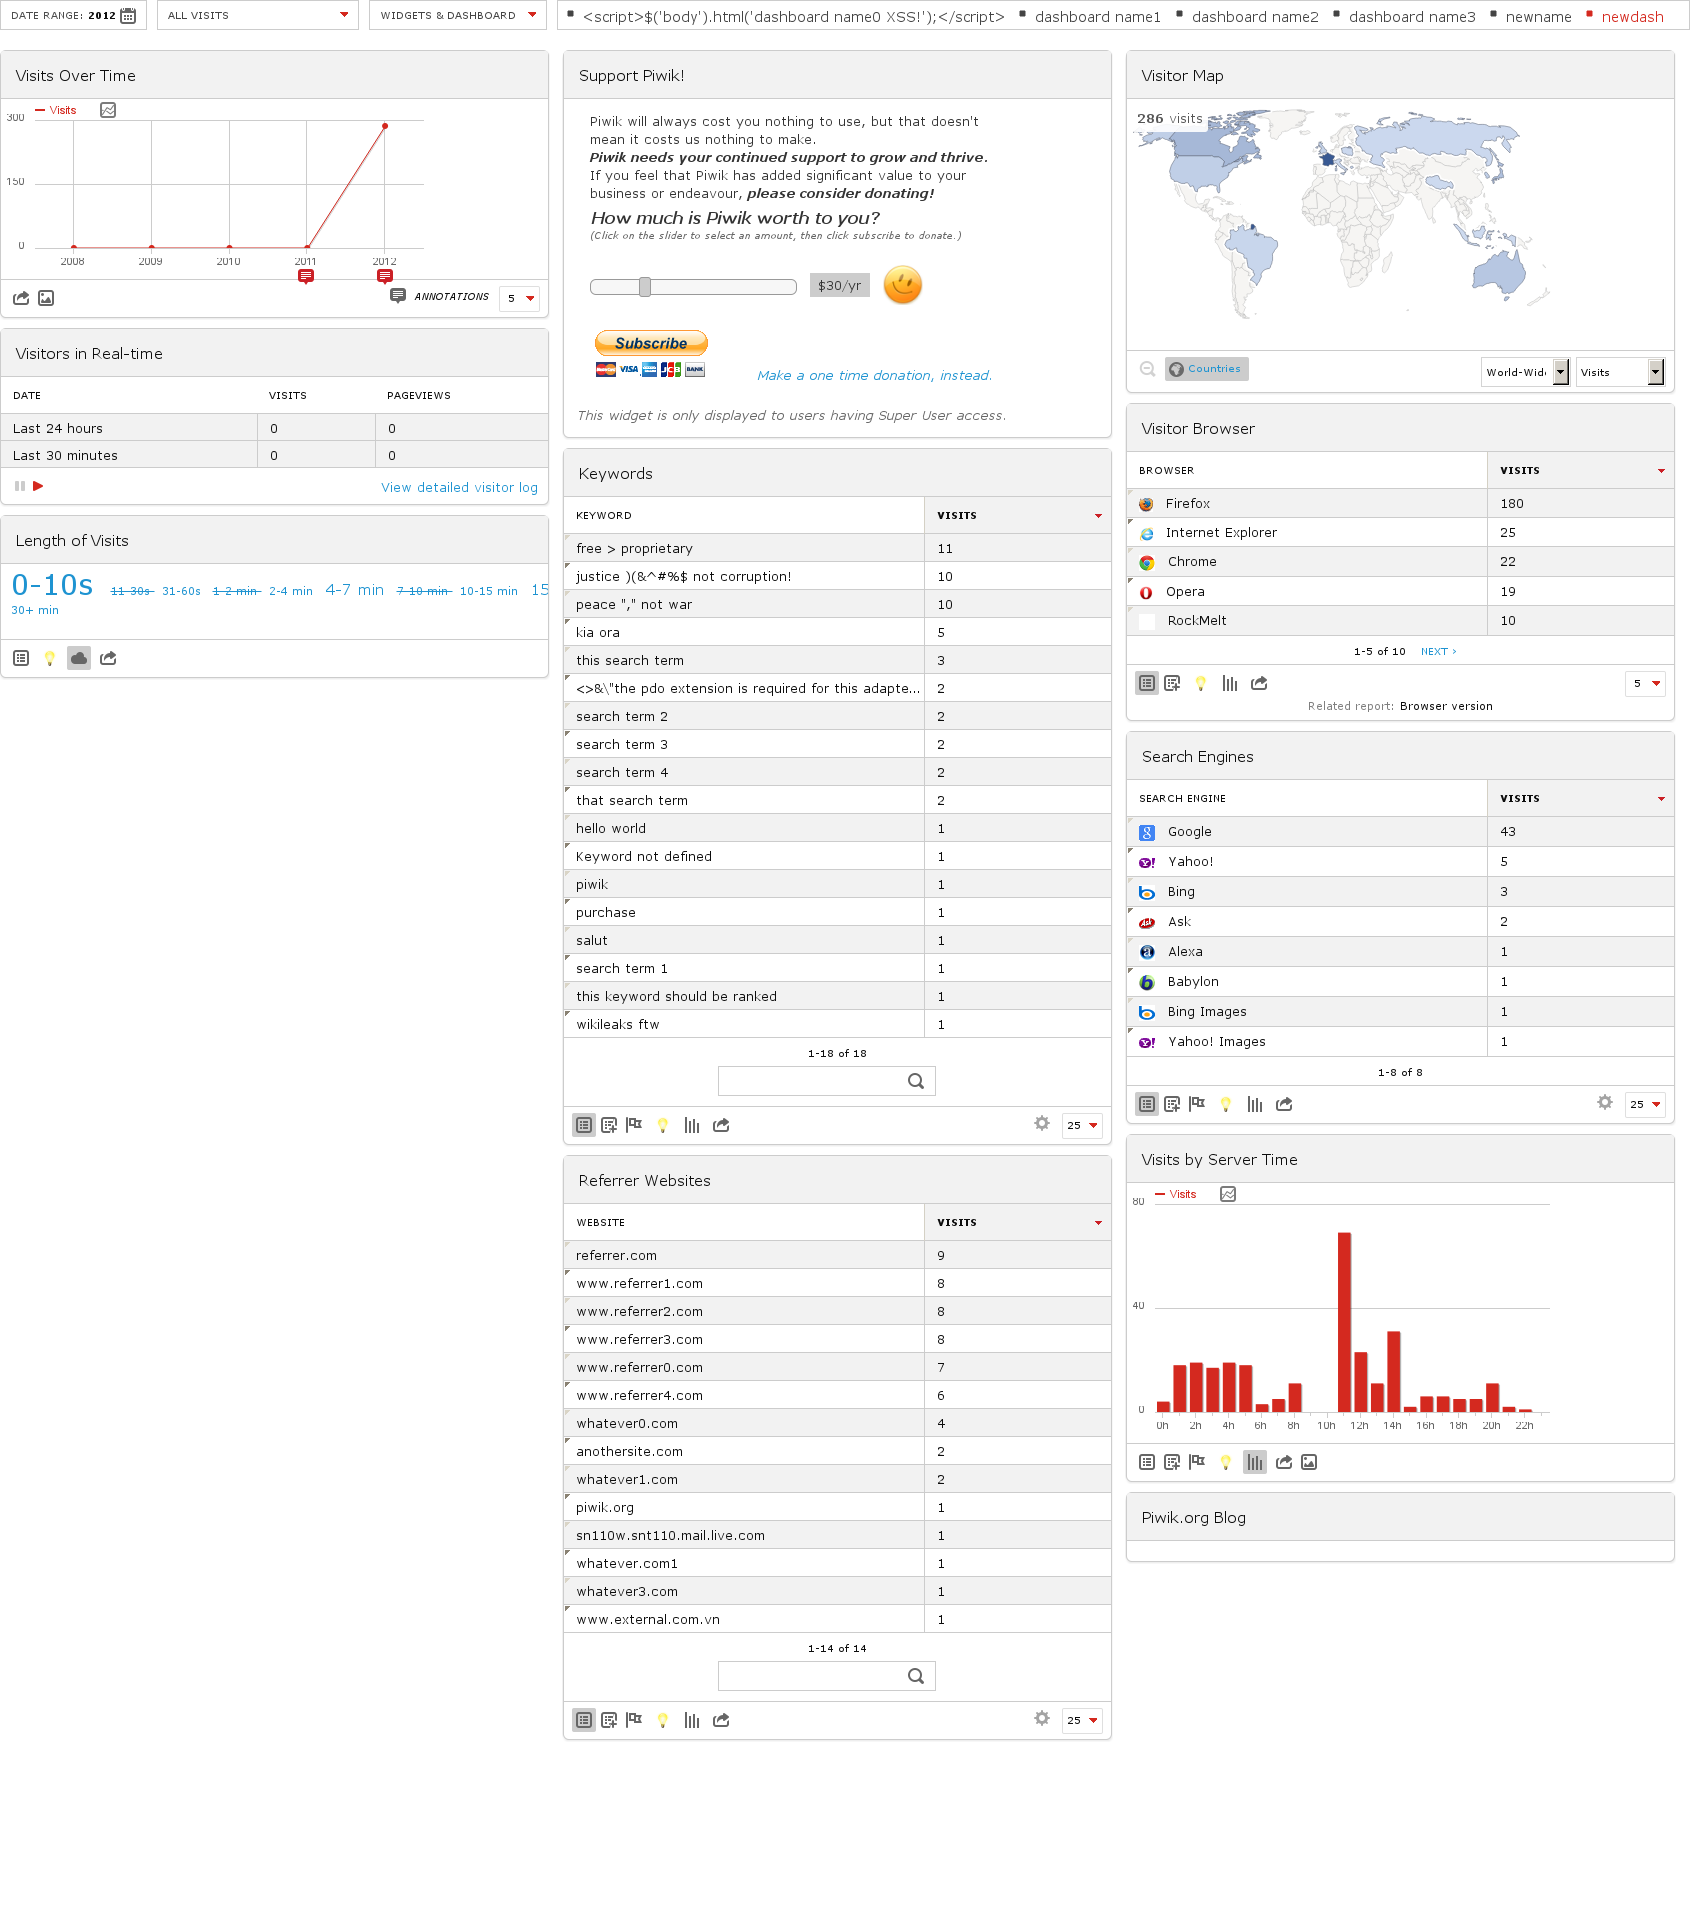 DATE RANGE: 2012
ALL VISITS
WIDGETS & DASHBOARD
<script>$('body').html('dashboard name0 XSS!');</script>
dashboard name1
dashboard name2
dashboard name3
newname
newdash
Visits Over Time
Visits
300
150
0
2008 2009 2010 2011 2012
ANNOTATIONS
5
Visitors in Real-time
DATE VISITS PAGEVIEWS
Last 24 hours 0 0
Last 30 minutes 0 0
View detailed visitor log
Length of Visits
0-10s 11-30s 31-60s 1-2 min 2-4 min 4-7 min 7-10 min 10-15 min 15
30+ min
Support Piwik!
Piwik will always cost you nothing to use, but that doesn't
mean it costs us nothing to make.
Piwik needs your continued support to grow and thrive.
If you feel that Piwik has added significant value to your
business or endeavour, please consider donating!
How much is Piwik worth to you?
(Click on the slider to select an amount, then click subscribe to donate.)
$30/yr
Subscribe
MasterCard VISA JCB BANK
Make a one time donation, instead.
This widget is only displayed to users having Super User access.
Keywords
KEYWORD VISITS
free > proprietary 11
justice )(&^#%$ not corruption! 10
peace "," not war 10
kia ora 5
this search term 3
<>&\"the pdo extension is required for this adapte... 2
search term 2 2
search term 3 2
search term 4 2
that search term 2
hello world 1
Keyword not defined 1
piwik 1
purchase 1
salut 1
search term 1 1
this keyword should be ranked 1
wikileaks ftw 1
1-18 of 18
25
Referrer Websites
WEBSITE VISITS
referrer.com 9
www.referrer1.com 8
www.referrer2.com 8
www.referrer3.com 8
www.referrer0.com 7
www.referrer4.com 6
whatever0.com 4
anothersite.com 2
whatever1.com 2
piwik.org 1
sn110w.snt110.mail.live.com 1
whatever.com1 1
whatever3.com 1
www.external.com.vn 1
1-14 of 14
25
Visitor Map
286 visits
Countries
World-Wide
Visits
Visitor Browser
BROWSER VISITS
Firefox 180
Internet Explorer 25
Chrome 22
Opera 19
RockMelt 10
1-5 of 10 NEXT ›
5
Related report: Browser version
Search Engines
SEARCH ENGINE VISITS
Google 43
Yahoo! 5
Bing 3
Ask 2
Alexa 1
Babylon 1
Bing Images 1
Yahoo! Images 1
1-8 of 8
25
Visits by Server Time
Visits
80
40
0
0h 2h 4h 6h 8h 10h 12h 14h 16h 18h 20h 22h
Piwik.org Blog